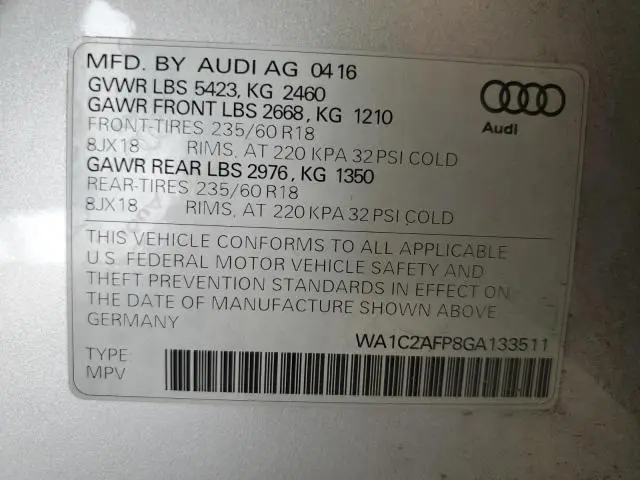 MFD. BY AUDI AG 04 16
GVWR LBS 5423, KG 2460
GAWR FRONT LBS 2668, KG 1210
FRONT-TIRES 235/60 R18
8JX18 RIMS, AT 220 KPA 32 PSI COLD
GAWR REAR LBS 2976, KG 1350
REAR-TIRES 235/60 R18
8JX18 RIMS, AT 220 KPA 32 PSI COLD
Audi
THIS VEHICLE CONFORMS TO ALL APPLICABLE
U.S. FEDERAL MOTOR VEHICLE SAFETY AND
THEFT PREVENTION STANDARDS IN EFFECT ON
THE DATE OF MANUFACTURE SHOWN ABOVE
GERMANY
WA1C2AFP8GA133511
TYPE:
MPV